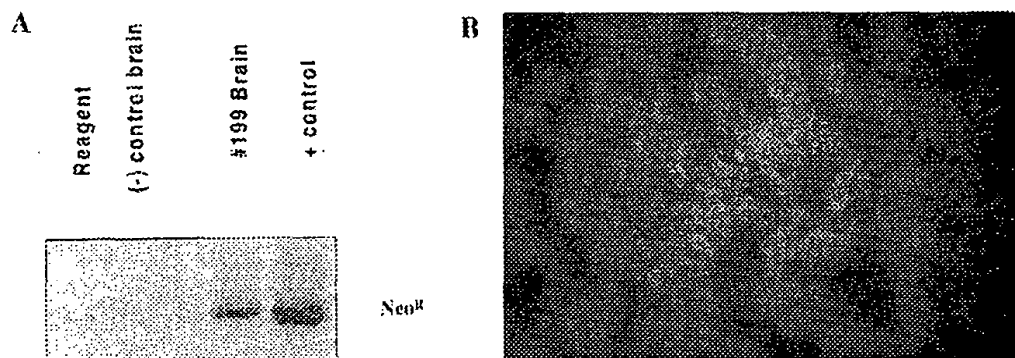 A
B
Reagent
(-) control brain
#199 Brain
+ control
Neoᴿ